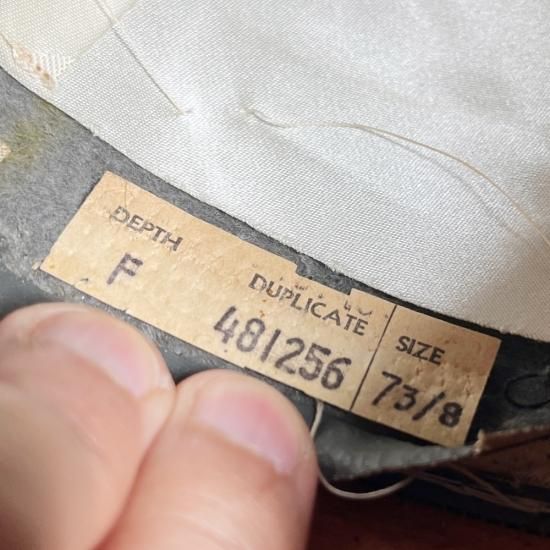 DEPTH
F
DUPLICATE
481256
SIZE
73/8